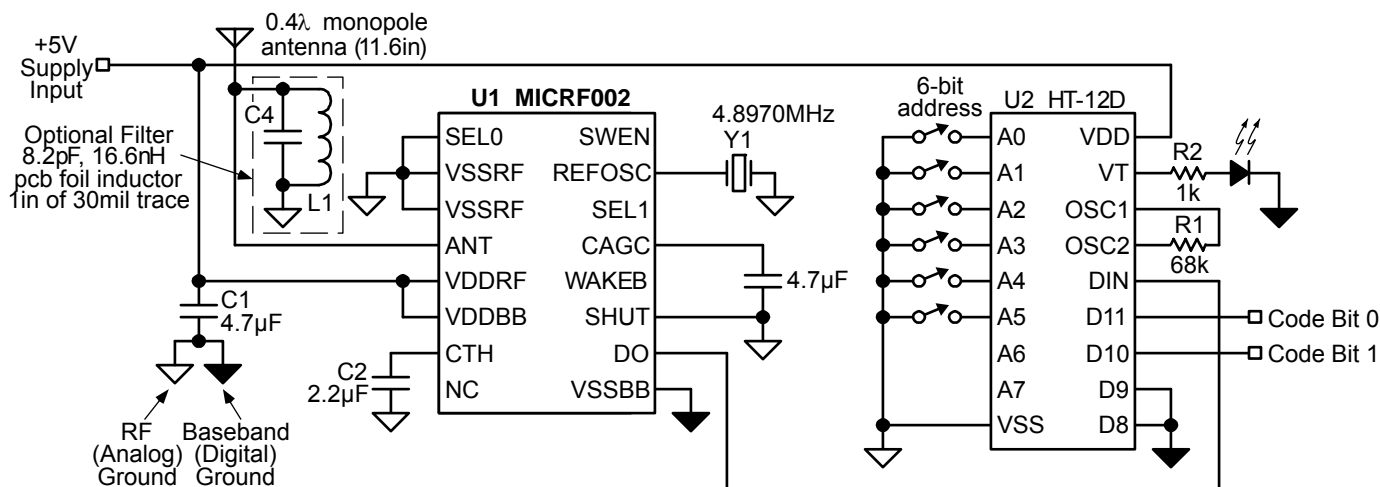 +5V
Supply
Input
0.4λ monopole
antenna (11.6in)
C4
L1
Optional Filter
8.2pF, 16.6nH
pcb foil inductor
1in of 30mil trace
C1
4.7µF
RF
(Analog)
Ground
Baseband
(Digital)
Ground
C2
2.2µF
U1 MICRF002
SEL0
VSSRF
VSSRF
ANT
VDDRF
VDDBB
CTH
NC
SWEN
REFOSC
SEL1
CAGC
WAKEB
SHUT
DO
VSSBB
4.8970MHz
Y1
4.7µF
6-bit
address
U2 HT-12D
A0
A1
A2
A3
A4
A5
A6
A7
VSS
VDD
VT
OSC1
OSC2
DIN
D11
D10
D9
D8
R2
1k
R1
68k
Code Bit 0
Code Bit 1